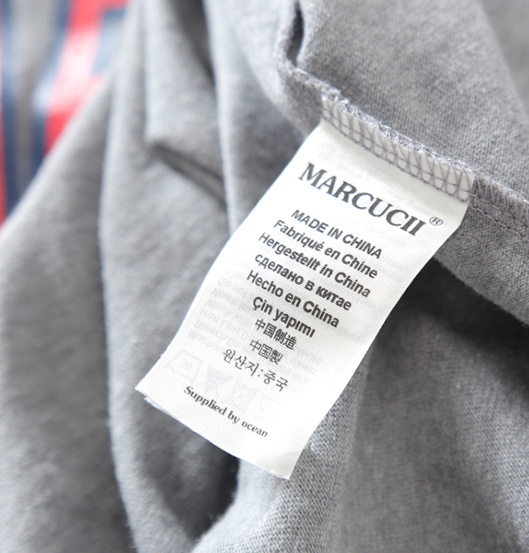 MARCUCII®
MADE IN CHINA
Fabriqué en Chine
Hergestellt in China
сделано в китае
Hecho en China
Çin yapımı
中国制造
中国製
원산지:중국
Supplied by ocean